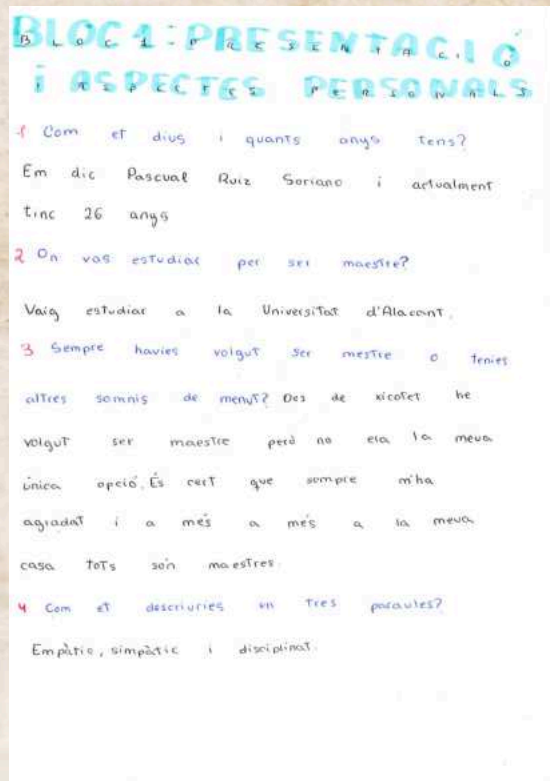 BLOC 1: PRESENTACIÓ
i ASPECTES PERSONALS
1 Com et dius i quants anys tens?
Em dic Pascual Ruiz Soriano i actualment
tinc 26 anys
2 On vas estudiar per ser maestre?
Vaig estudiar a la Universitat d'Alacant.
3 Sempre havies volgut ser mestre o tenies
altres somnis de menut? Des de xicotet he
volgut ser maestre però no era la meva
única opció. És cert que sempre m'ha
agradat i a més a més a la meva
casa tots són maestres.
4 Com et descriuries en tres paraules?
Empàtic, simpàtic i disciplinat.